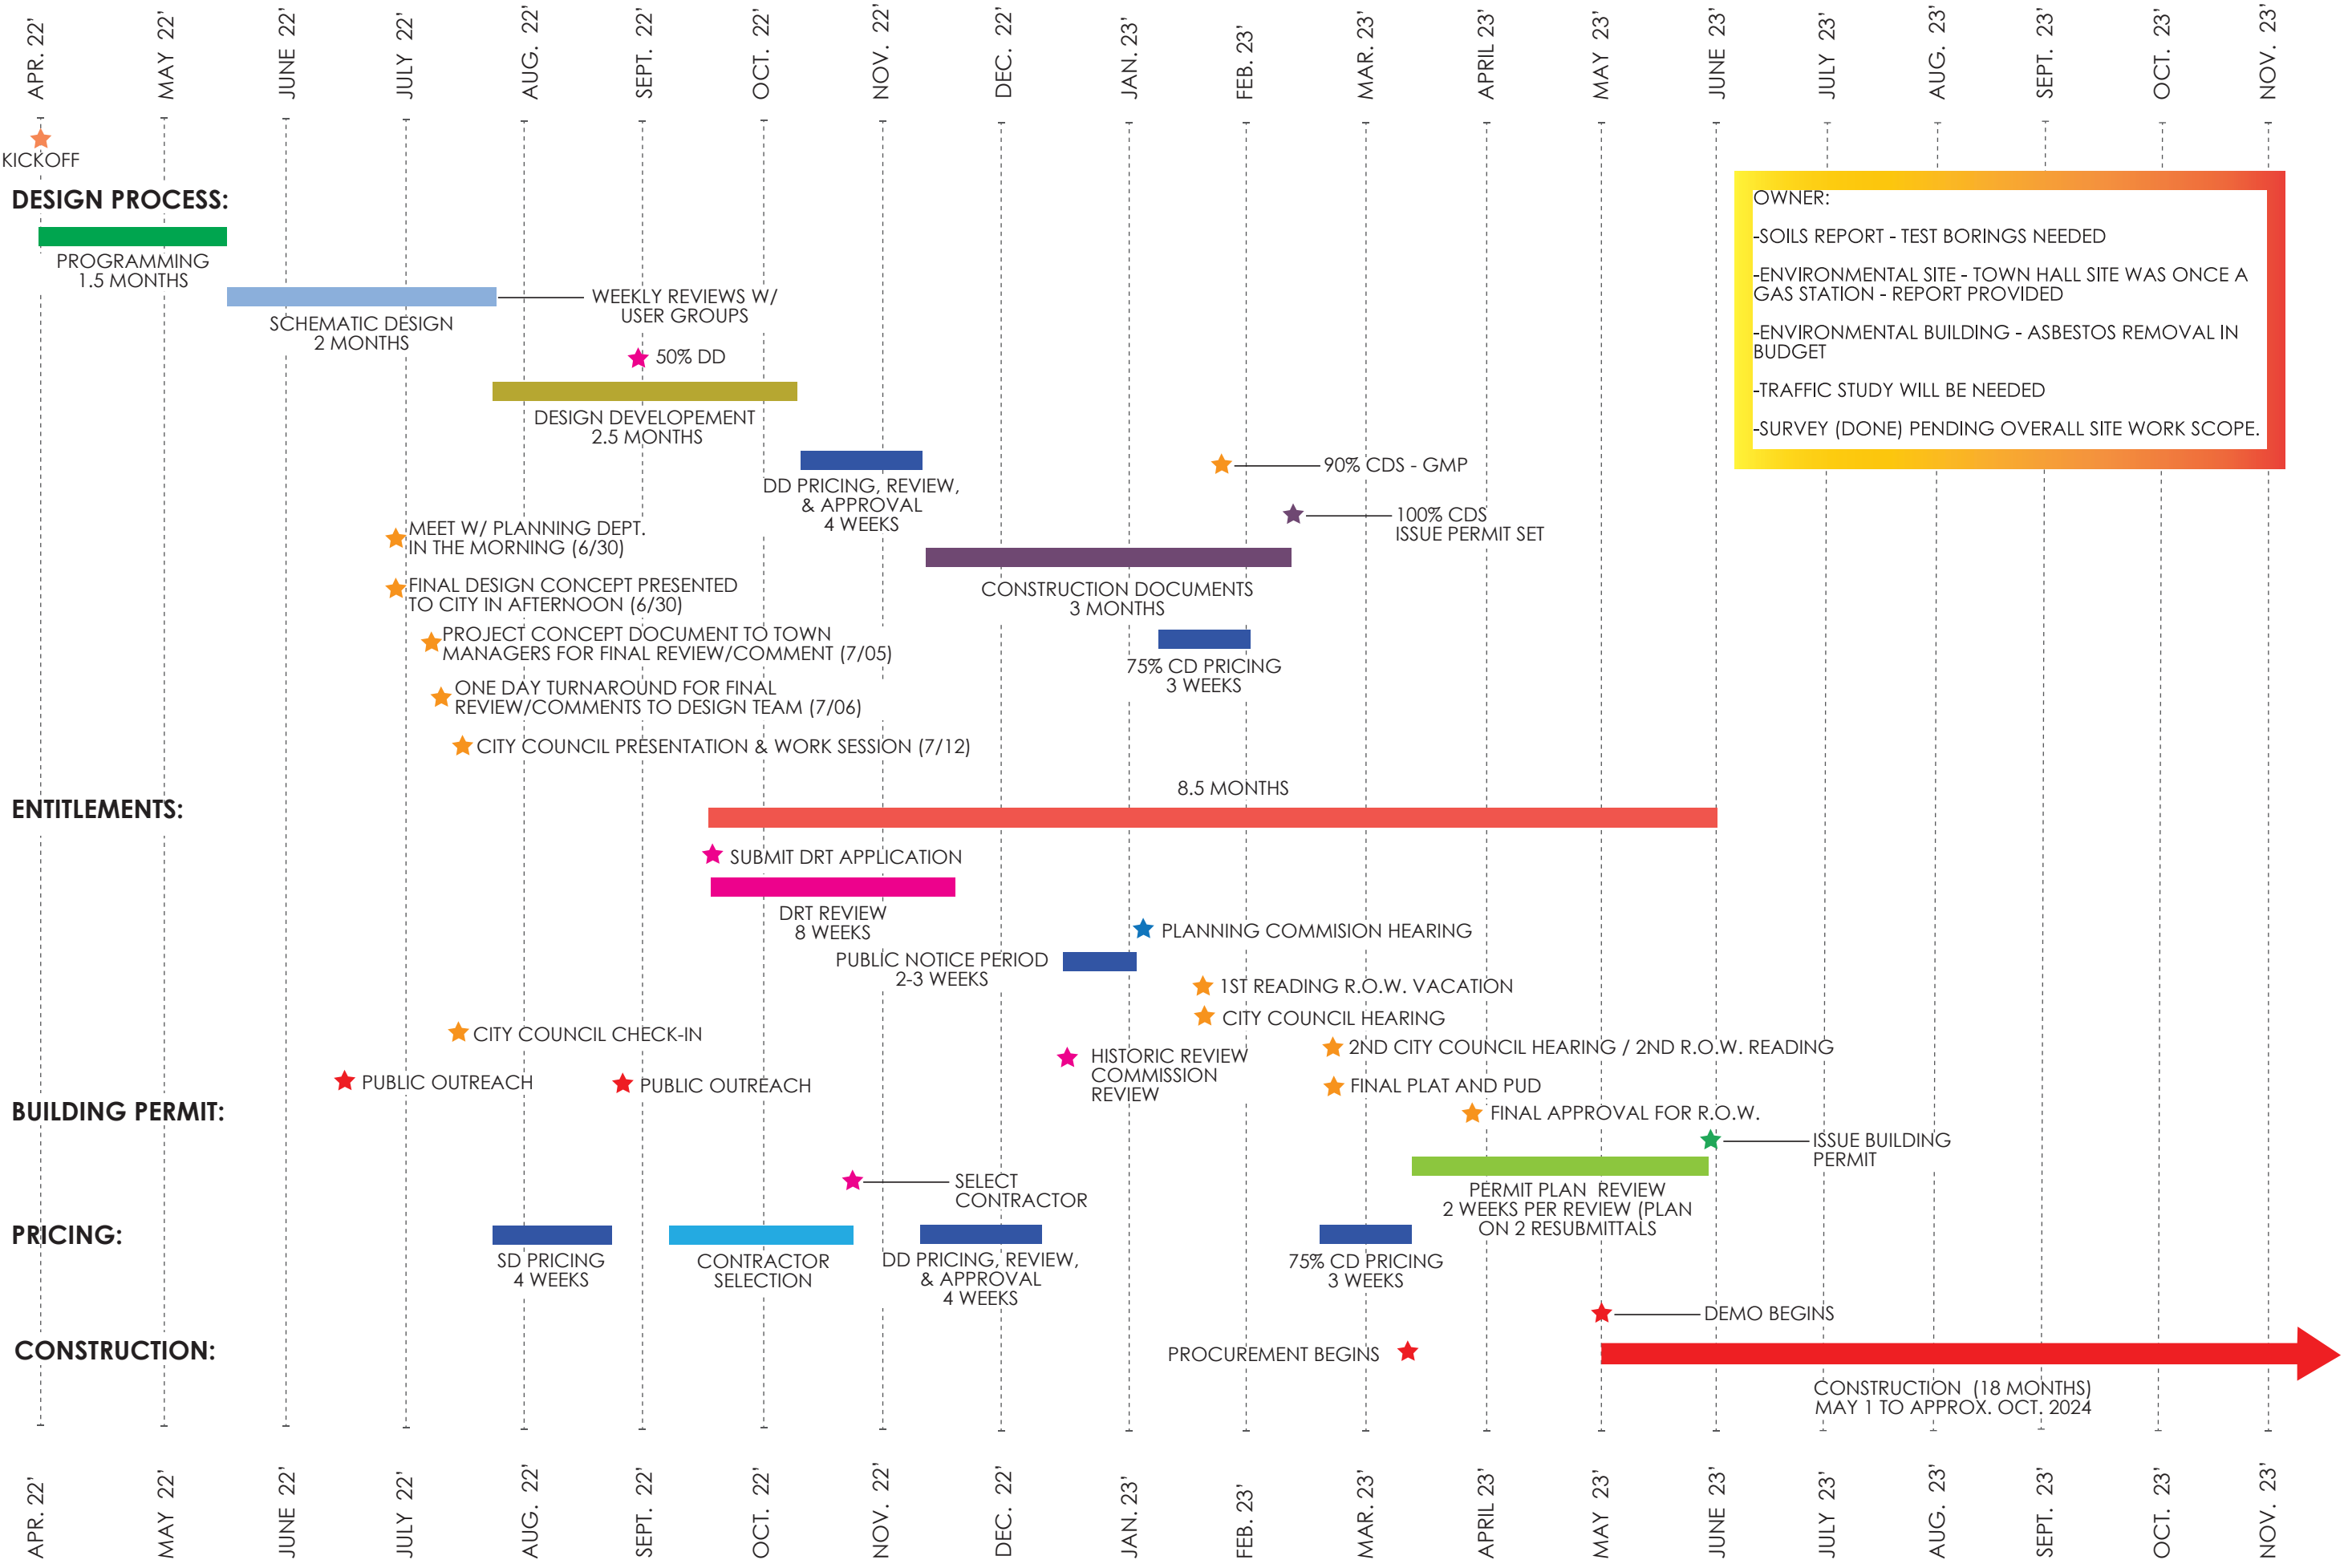 APR. 22'
MAY 22'
JUNE 22'
JULY 22'
AUG. 22'
SEPT. 22'
OCT. 22'
NOV. 22'
DEC. 22'
JAN. 23'
FEB. 23'
MAR. 23'
APRIL 23'
MAY 23'
JUNE 23'
JULY 23'
AUG. 23'
SEPT. 23'
OCT. 23'
NOV. 23'
KICKOFF
DESIGN PROCESS:
PROGRAMMING
1.5 MONTHS
SCHEMATIC DESIGN
2 MONTHS
WEEKLY REVIEWS W/
USER GROUPS
50% DD
DESIGN DEVELOPEMENT
2.5 MONTHS
DD PRICING, REVIEW,
& APPROVAL
4 WEEKS
90% CDS - GMP
100% CDS
ISSUE PERMIT SET
CONSTRUCTION DOCUMENTS
3 MONTHS
75% CD PRICING
3 WEEKS
OWNER:
-SOILS REPORT - TEST BORINGS NEEDED
-ENVIRONMENTAL SITE - TOWN HALL SITE WAS ONCE A
GAS STATION - REPORT PROVIDED
-ENVIRONMENTAL BUILDING - ASBESTOS REMOVAL IN
BUDGET
-TRAFFIC STUDY WILL BE NEEDED
-SURVEY (DONE) PENDING OVERALL SITE WORK SCOPE.
MEET W/ PLANNING DEPT.
IN THE MORNING (6/30)
FINAL DESIGN CONCEPT PRESENTED
TO CITY IN AFTERNOON (6/30)
PROJECT CONCEPT DOCUMENT TO TOWN
MANAGERS FOR FINAL REVIEW/COMMENT (7/05)
ONE DAY TURNAROUND FOR FINAL
REVIEW/COMMENTS TO DESIGN TEAM (7/06)
CITY COUNCIL PRESENTATION & WORK SESSION (7/12)
ENTITLEMENTS:
8.5 MONTHS
SUBMIT DRT APPLICATION
DRT REVIEW
8 WEEKS
PLANNING COMMISION HEARING
PUBLIC NOTICE PERIOD
2-3 WEEKS
1ST READING R.O.W. VACATION
CITY COUNCIL HEARING
CITY COUNCIL CHECK-IN
2ND CITY COUNCIL HEARING / 2ND R.O.W. READING
HISTORIC REVIEW
COMMISSION
REVIEW
PUBLIC OUTREACH
PUBLIC OUTREACH
FINAL PLAT AND PUD
BUILDING PERMIT:
FINAL APPROVAL FOR R.O.W.
ISSUE BUILDING
PERMIT
PERMIT PLAN REVIEW
2 WEEKS PER REVIEW (PLAN
ON 2 RESUBMITTALS
SELECT
CONTRACTOR
PRICING:
SD PRICING
4 WEEKS
CONTRACTOR
SELECTION
DD PRICING, REVIEW,
& APPROVAL
4 WEEKS
75% CD PRICING
3 WEEKS
DEMO BEGINS
CONSTRUCTION:
PROCUREMENT BEGINS
CONSTRUCTION (18 MONTHS)
MAY 1 TO APPROX. OCT. 2024
APR. 22'
MAY 22'
JUNE 22'
JULY 22'
AUG. 22'
SEPT. 22'
OCT. 22'
NOV. 22'
DEC. 22'
JAN. 23'
FEB. 23'
MAR. 23'
APRIL 23'
MAY 23'
JUNE 23'
JULY 23'
AUG. 23'
SEPT. 23'
OCT. 23'
NOV. 23'